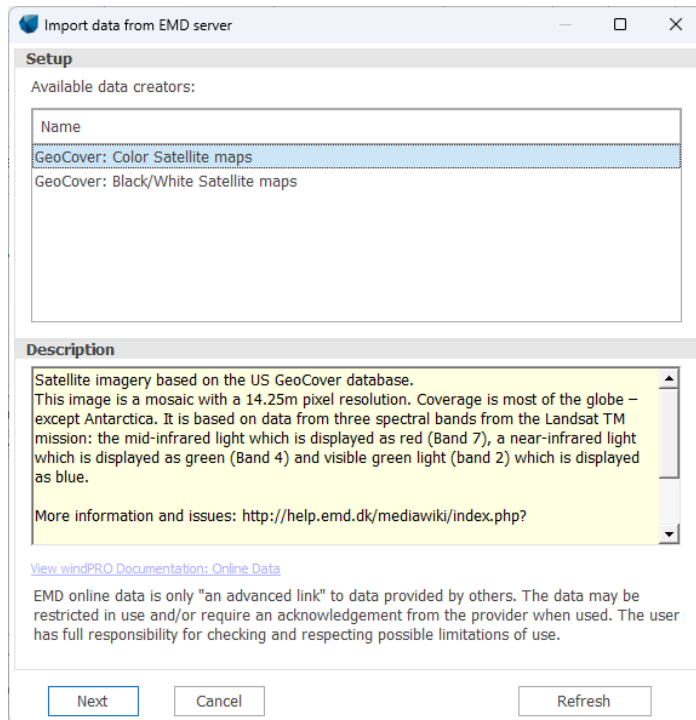 Import data from EMD server
Setup
Available data creators:
Name
GeoCover: Color Satellite maps
GeoCover: Black/White Satellite maps
Description
Satellite imagery based on the US GeoCover database.
This image is a mosaic with a 14.25m pixel resolution. Coverage is most of the globe –
except Antarctica. It is based on data from three spectral bands from the Landsat TM
mission: the mid-infrared light which is displayed as red (Band 7), a near-infrared light
which is displayed as green (Band 4) and visible green light (band 2) which is displayed
as blue.
More information and issues: http://help.emd.dk/mediawiki/index.php?
View windPRO Documentation: Online Data
EMD online data is only "an advanced link" to data provided by others. The data may be
restricted in use and/or require an acknowledgement from the provider when used. The user
has full responsibility for checking and respecting possible limitations of use.
Next
Cancel
Refresh